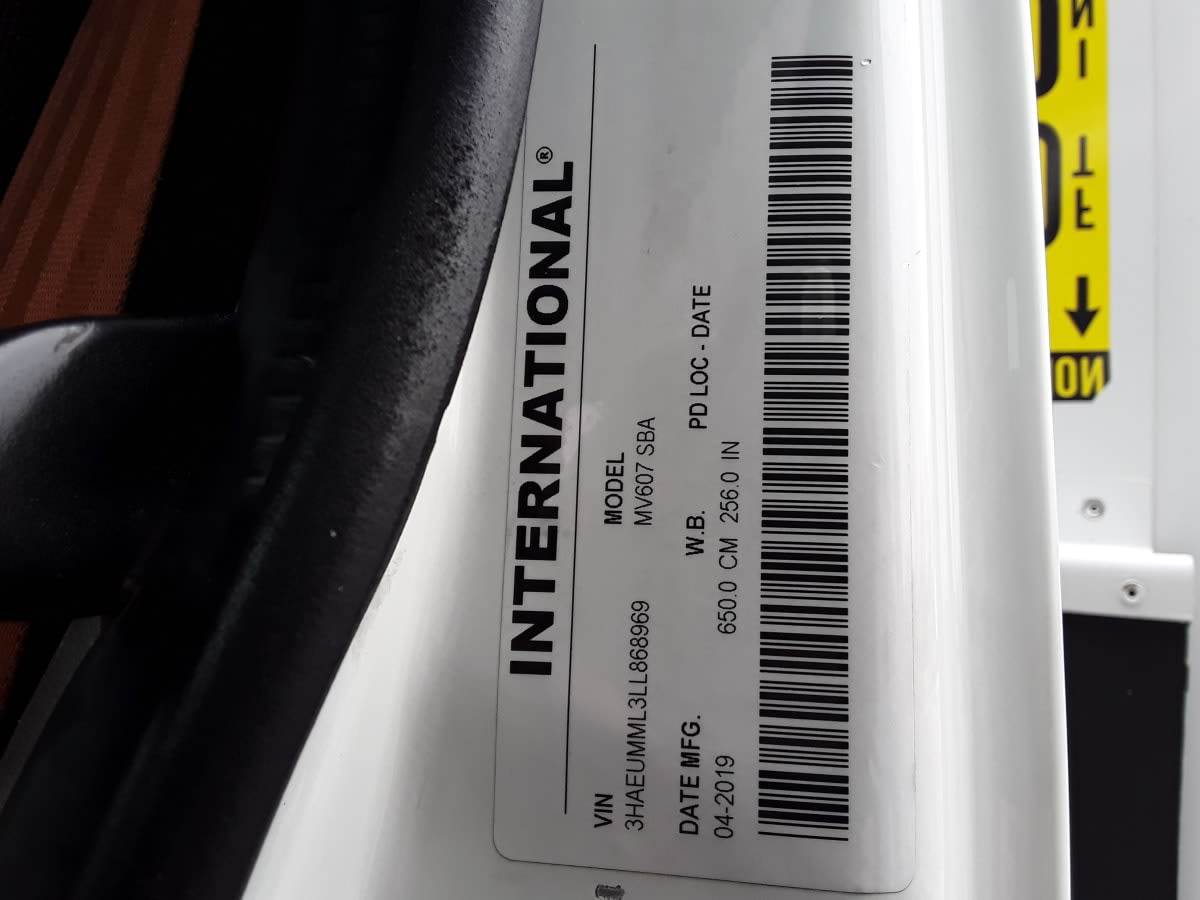 INTERNATIONAL®
VIN
3HAEUMML3LL868969
MODEL
MV607 SBA
DATE MFG.
04-2019
W.B.
650.0 CM 256.0 IN
PD LOC - DATE